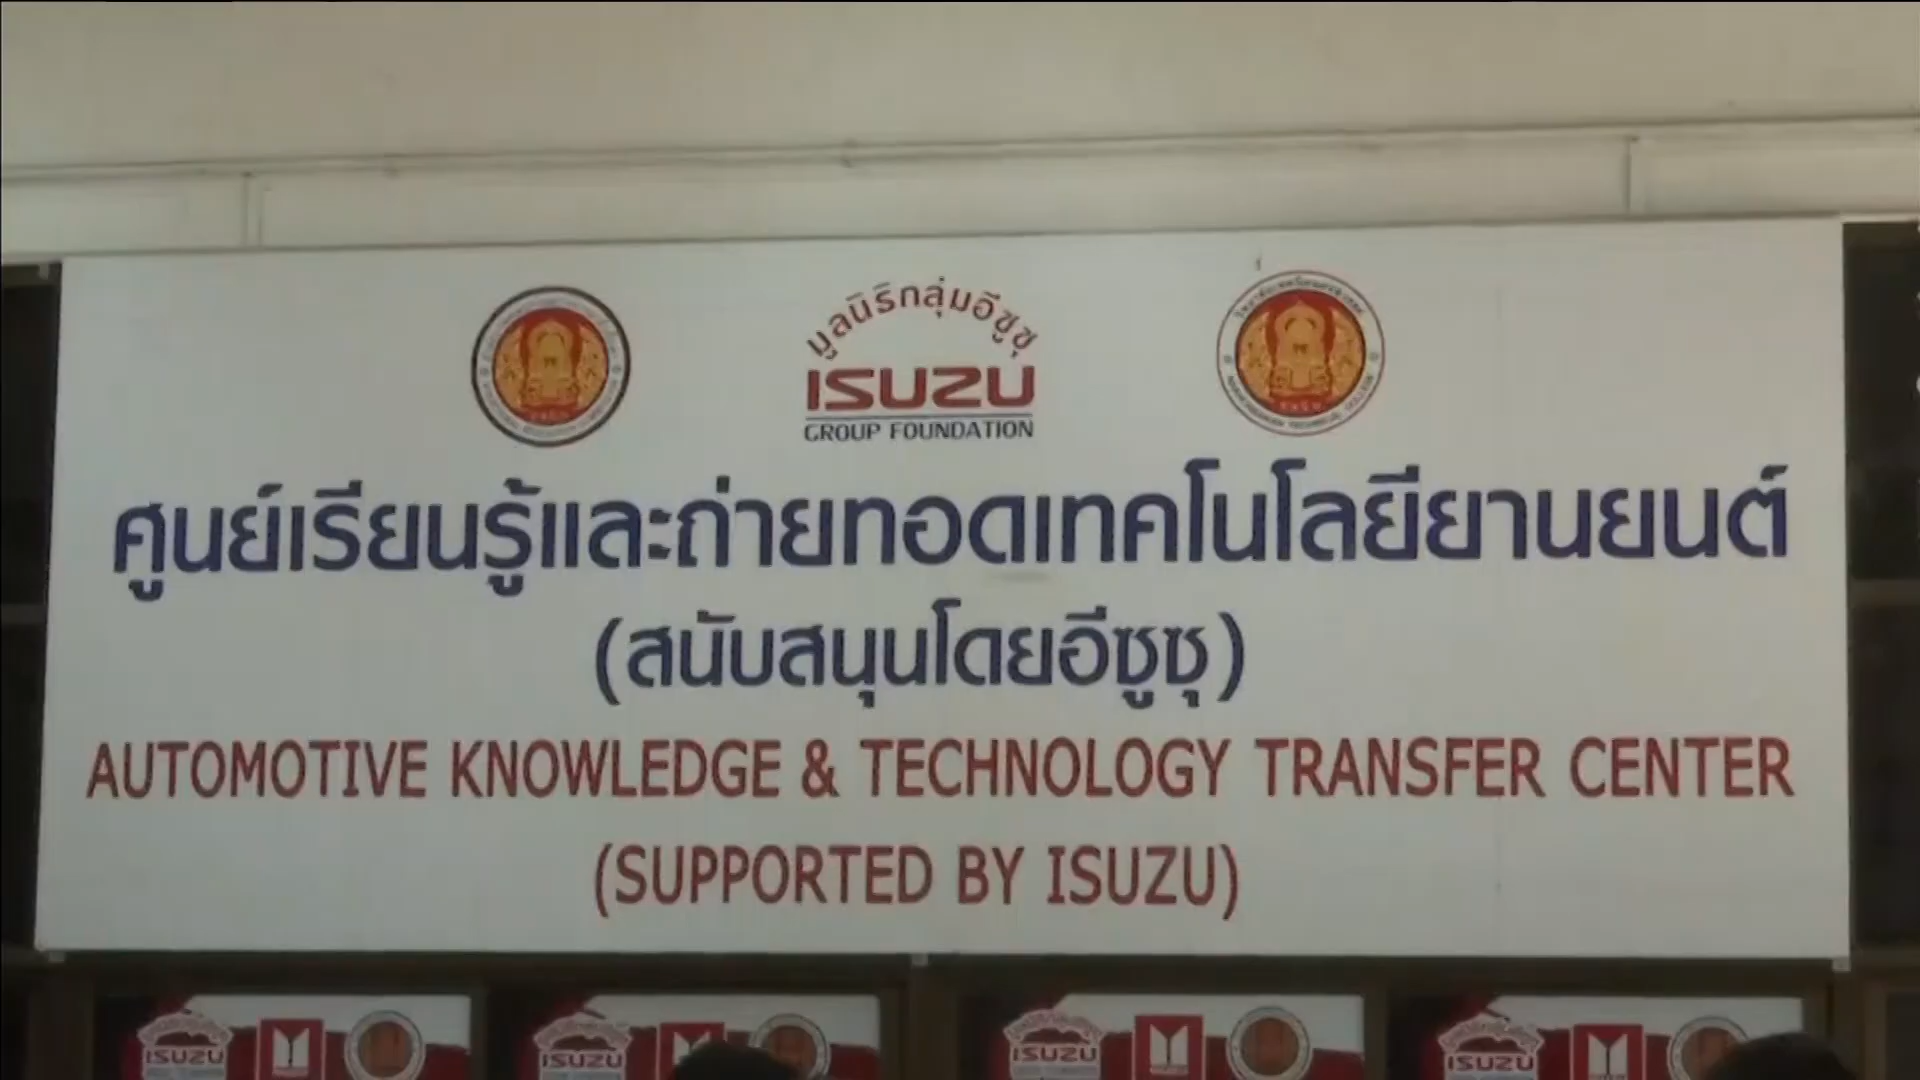 มูลนิธิกลุ่มอีซูซุ
ISUZU
GROUP FOUNDATION
ศูนย์เรียนรู้และถ่ายทอดเทคโนโลยียานยนต์
(สนับสนุนโดยอีซูซุ)
AUTOMOTIVE KNOWLEDGE & TECHNOLOGY TRANSFER CENTER
(SUPPORTED BY ISUZU)
ISUZU ISUZU ISUZU ISUZU